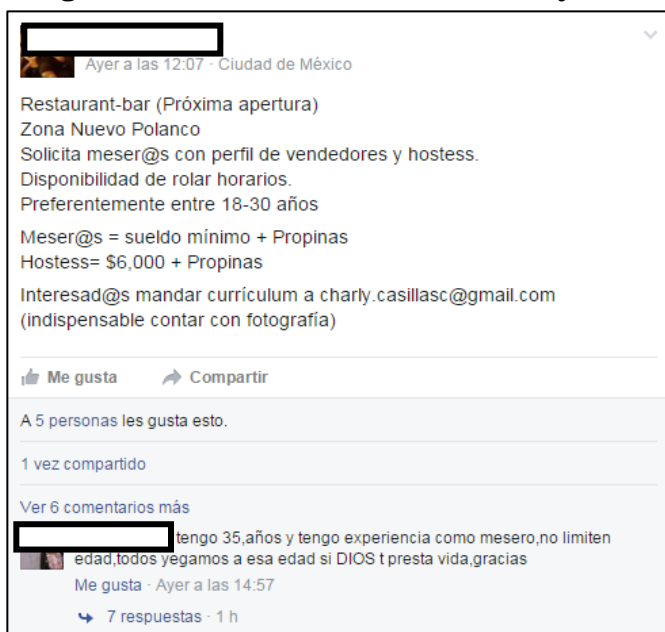 Ayer a las 12:07 · Ciudad de México
Restaurant-bar (Próxima apertura)
Zona Nuevo Polanco
Solicita meser@s con perfil de vendedores y hostess.
Disponibilidad de rolar horarios.
Preferentemente entre 18-30 años
Meser@s = sueldo mínimo + Propinas
Hostess= $6,000 + Propinas
Interesad@s mandar currículum a charly.casillasc@gmail.com
(indispensable contar con fotografía)
Me gusta Compartir
A 5 personas les gusta esto.
1 vez compartido
Ver 6 comentarios más
tengo 35,años y tengo experiencia como mesero,no limiten
edad,todos yegamos a esa edad si DIOS t presta vida,gracias
Me gusta · Ayer a las 14:57
7 respuestas · 1 h